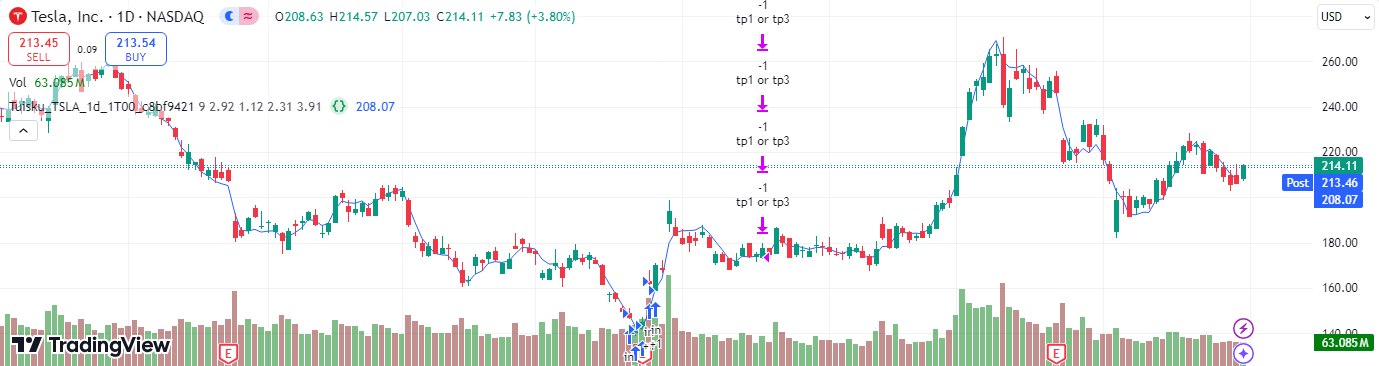 Tesla, Inc. · 1D · NASDAQ
O208.63 H214.57 L207.03 C214.11 +7.83 (+3.80%)
USD
213.45
SELL
0.09
213.54
BUY
Vol 63.085M
Tuisku_TSLA_1d_1T00_c8bf9421 9 2.92 1.12 2.31 3.91 {} 208.07
-1
tp1 or tp3
-1
tp1 or tp3
-1
tp1 or tp3
-1
tp1 or tp3
260.00
240.00
220.00
214.11
Post 213.46
208.07
180.00
160.00
140.00
63.085M
TradingView
E
E